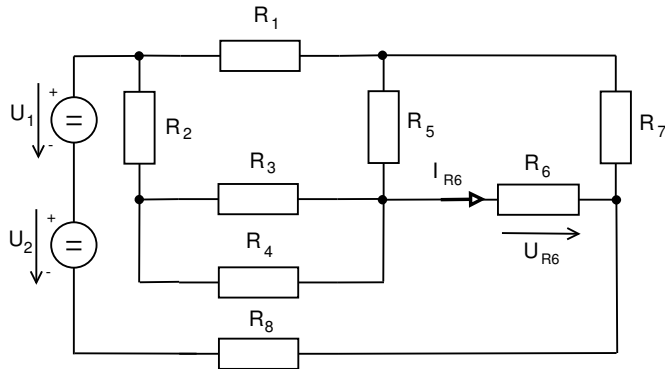 R1
+
U1
=
-
R2
R5
R7
R3
IR6
R6
+
U2
=
-
R4
UR6
R8